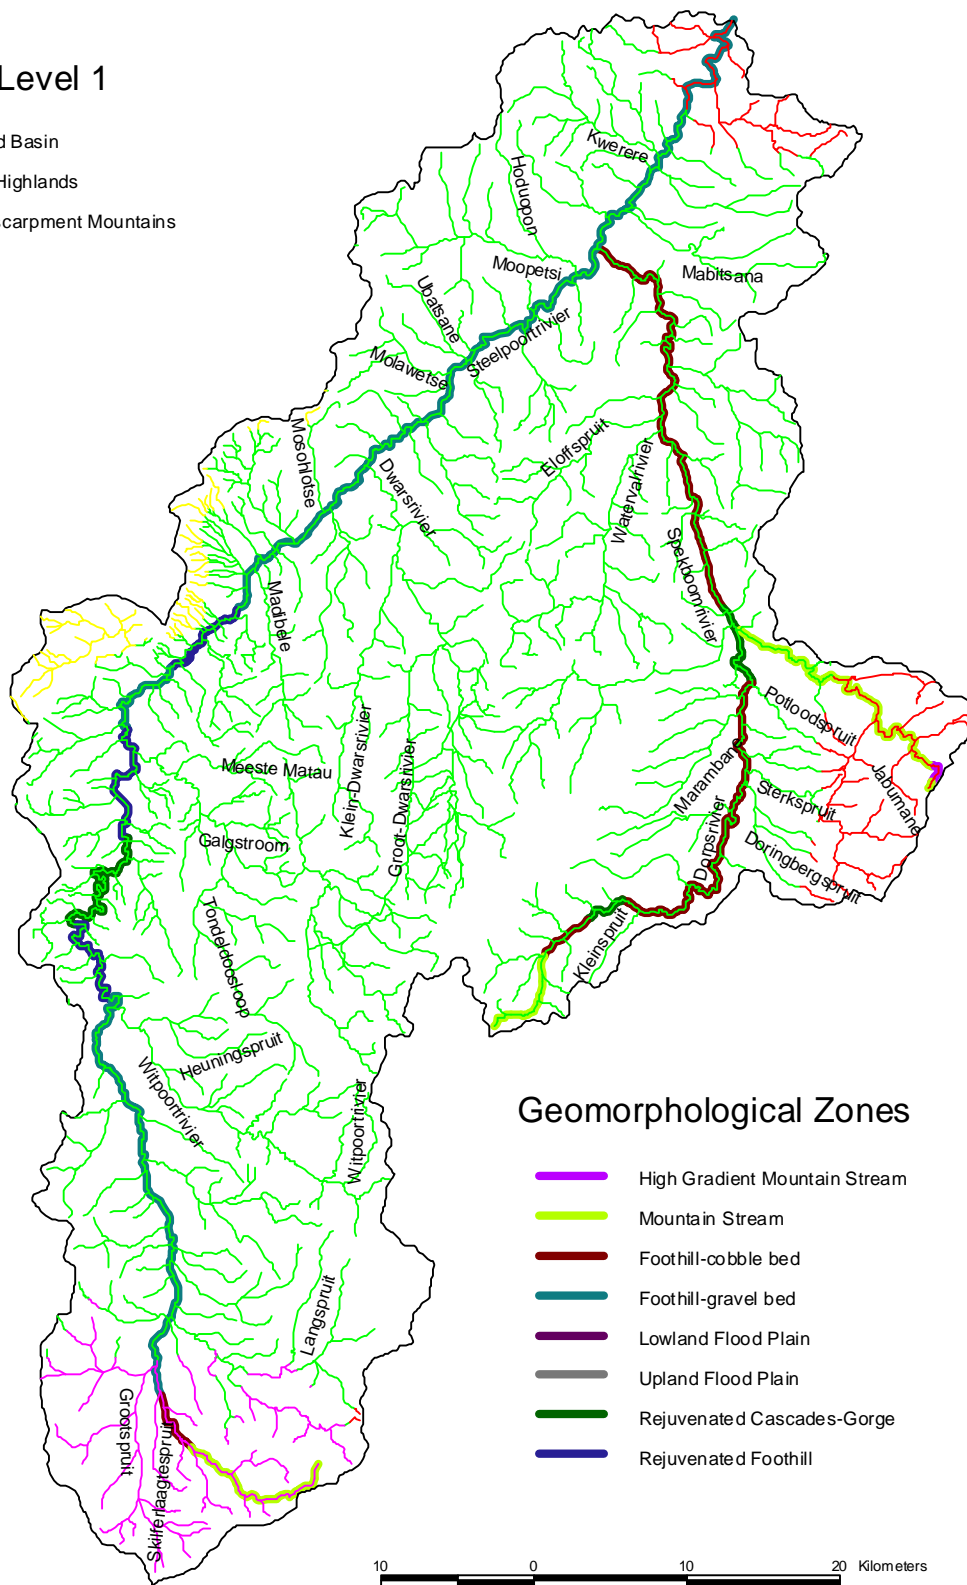 Level 1
d Basin
Highlands
carpment Mountains
Kwerere
Hoduopon
Moopetsi
Mabitsana
Ubatsane
Steelpoortrivier
Molawetse
Mosohlotse
Dwarsrivier
Eloffspruit
Watervalrivier
Spekboomrivier
Madibele
Potloodspruit
Jabumane
Meeste Matau
Klein-Dwarsrivier
Groot-Dwarsrivier
Marambane
Sterkspruit
Galgstroom
Dorpsrivier
Doringbergspruit
Tondeldoosloop
Kleinspruit
Heuningspruit
Witpoortrivier
Witpoortrivier
Langspruit
Grootspruit
Geomorphological Zones
High Gradient Mountain Stream
Mountain Stream
Foothill-cobble bed
Foothill-gravel bed
Lowland Flood Plain
Upland Flood Plain
Rejuvenated Cascades-Gorge
Rejuvenated Foothill
10 0 10 20 Kilometers